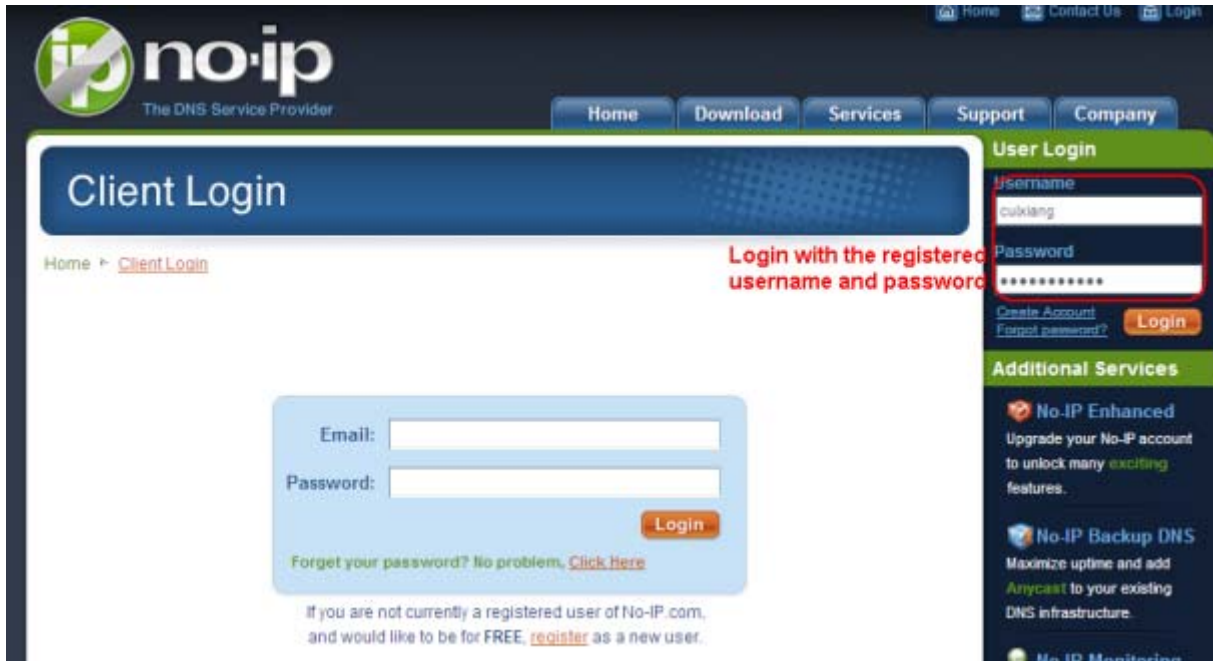 Home Contact Us Login
ip no·ip
The DNS Service Provider
Home Download Services Support Company
Client Login
Home Client Login
Login with the registered
username and password
User Login
Username
cuixiang
Password
•••••••••••
Create Account
Forgot password?
Login
Email:
Password:
Login
Forget your password? No problem, Click Here
If you are not currently a registered user of No-IP.com,
and would like to be for FREE, register as a new user.
Additional Services
No-IP Enhanced
Upgrade your No-IP account
to unlock many exciting
features.
No-IP Backup DNS
Maximize uptime and add
Anycast to your existing
DNS infrastructure.
No-IP Monitoring